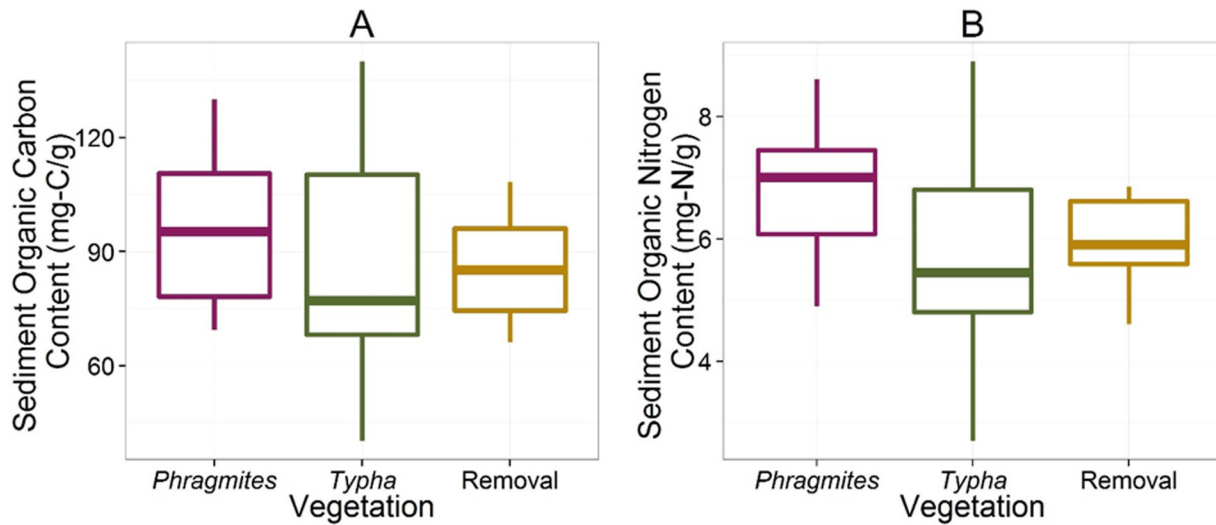 A
Sediment Organic Carbon
Content (mg-C/g)
120
90
60
Phragmites
Typha
Removal
Vegetation
B
Sediment Organic Nitrogen
Content (mg-N/g)
8
6
4
Phragmites
Typha
Removal
Vegetation